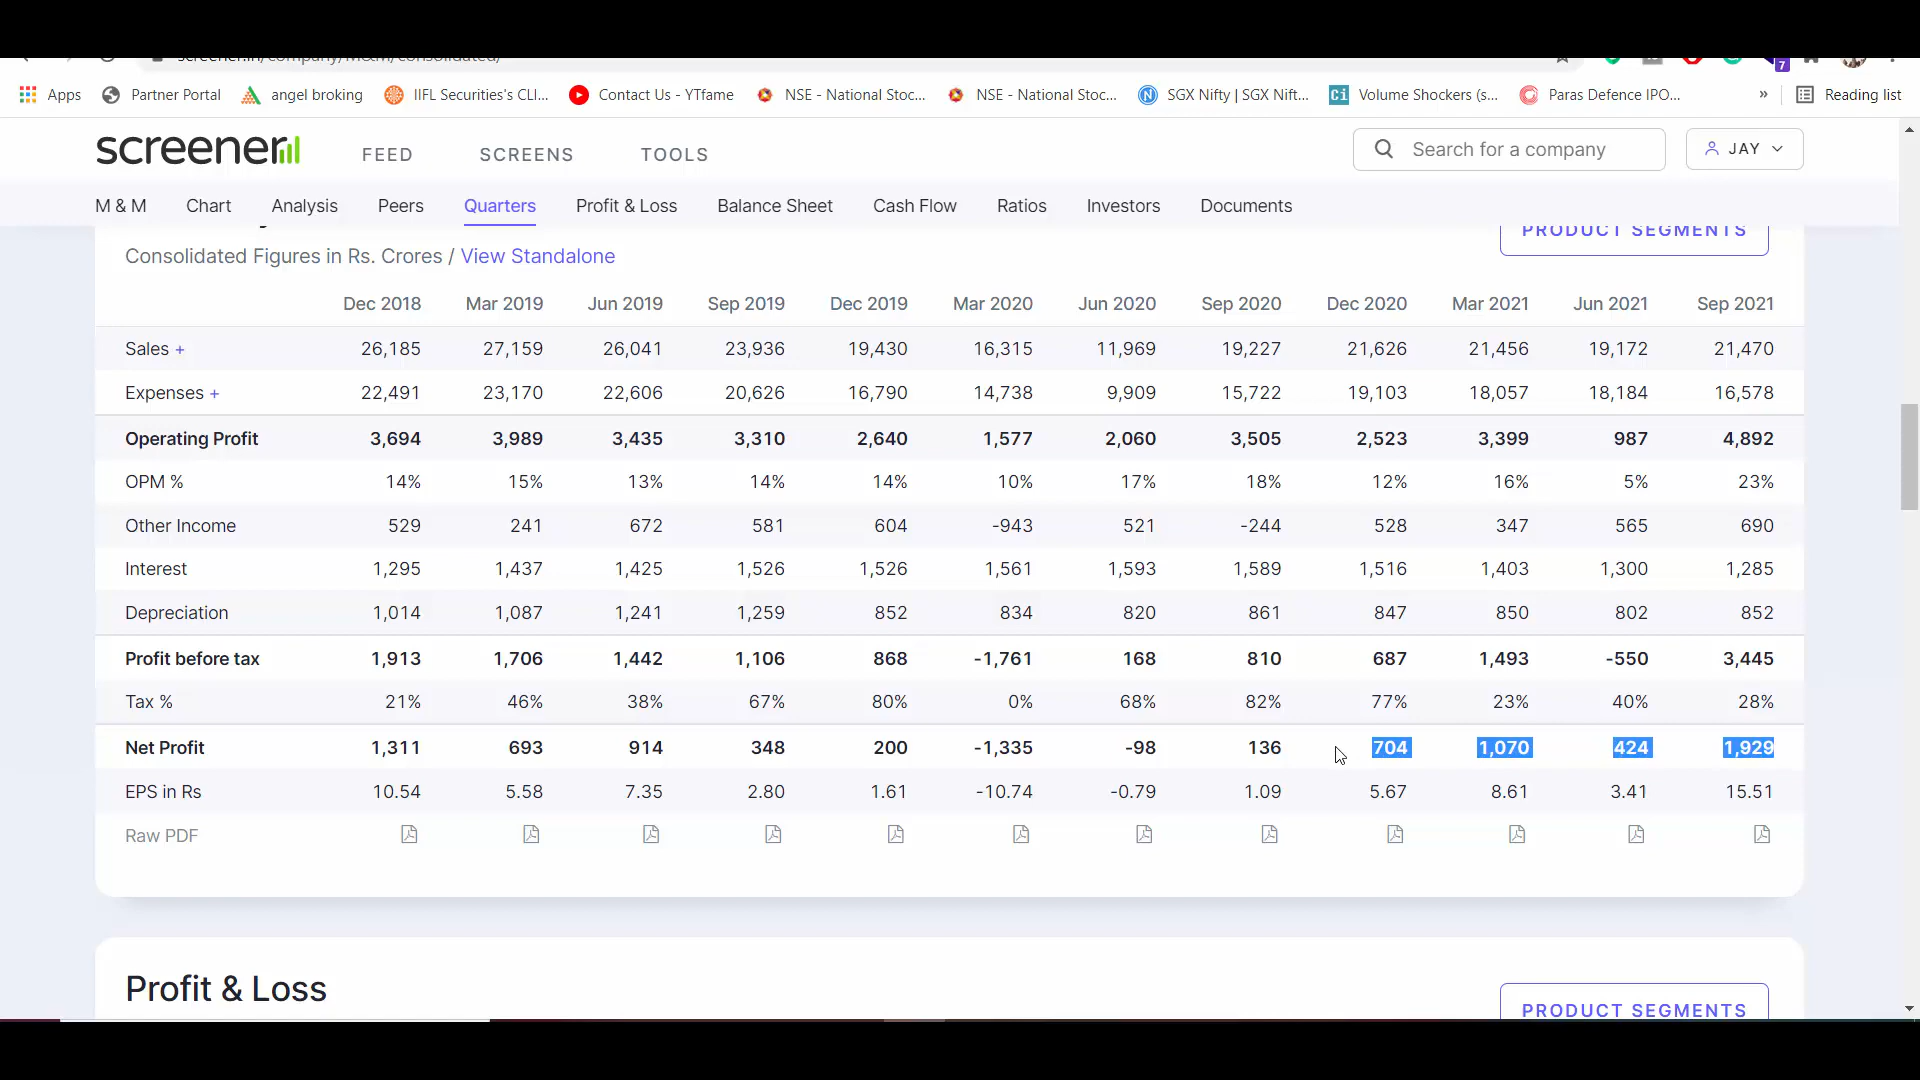 screener.in/company/M&M/consolidated/
7
Apps Partner Portal angel broking IIFL Securities's CLI... Contact Us - YTfame NSE - National Stoc... NSE - National Stoc... SGX Nifty | SGX Nift... Ci Volume Shockers (s... Paras Defence IPO... » Reading list
screener FEED SCREENS TOOLS Search for a company JAY
M & M Chart Analysis Peers Quarters Profit & Loss Balance Sheet Cash Flow Ratios Investors Documents
PRODUCT SEGMENTS
Consolidated Figures in Rs. Crores / View Standalone
Dec 2018 Mar 2019 Jun 2019 Sep 2019 Dec 2019 Mar 2020 Jun 2020 Sep 2020 Dec 2020 Mar 2021 Jun 2021 Sep 2021
Sales + 26,185 27,159 26,041 23,936 19,430 16,315 11,969 19,227 21,626 21,456 19,172 21,470
Expenses + 22,491 23,170 22,606 20,626 16,790 14,738 9,909 15,722 19,103 18,057 18,184 16,578
Operating Profit 3,694 3,989 3,435 3,310 2,640 1,577 2,060 3,505 2,523 3,399 987 4,892
OPM % 14% 15% 13% 14% 14% 10% 17% 18% 12% 16% 5% 23%
Other Income 529 241 672 581 604 -943 521 -244 528 347 565 690
Interest 1,295 1,437 1,425 1,526 1,526 1,561 1,593 1,589 1,516 1,403 1,300 1,285
Depreciation 1,014 1,087 1,241 1,259 852 834 820 861 847 850 802 852
Profit before tax 1,913 1,706 1,442 1,106 868 -1,761 168 810 687 1,493 -550 3,445
Tax % 21% 46% 38% 67% 80% 0% 68% 82% 77% 23% 40% 28%
Net Profit 1,311 693 914 348 200 -1,335 -98 136 704 1,070 424 1,929
EPS in Rs 10.54 5.58 7.35 2.80 1.61 -10.74 -0.79 1.09 5.67 8.61 3.41 15.51
Raw PDF
Profit & Loss
PRODUCT SEGMENTS